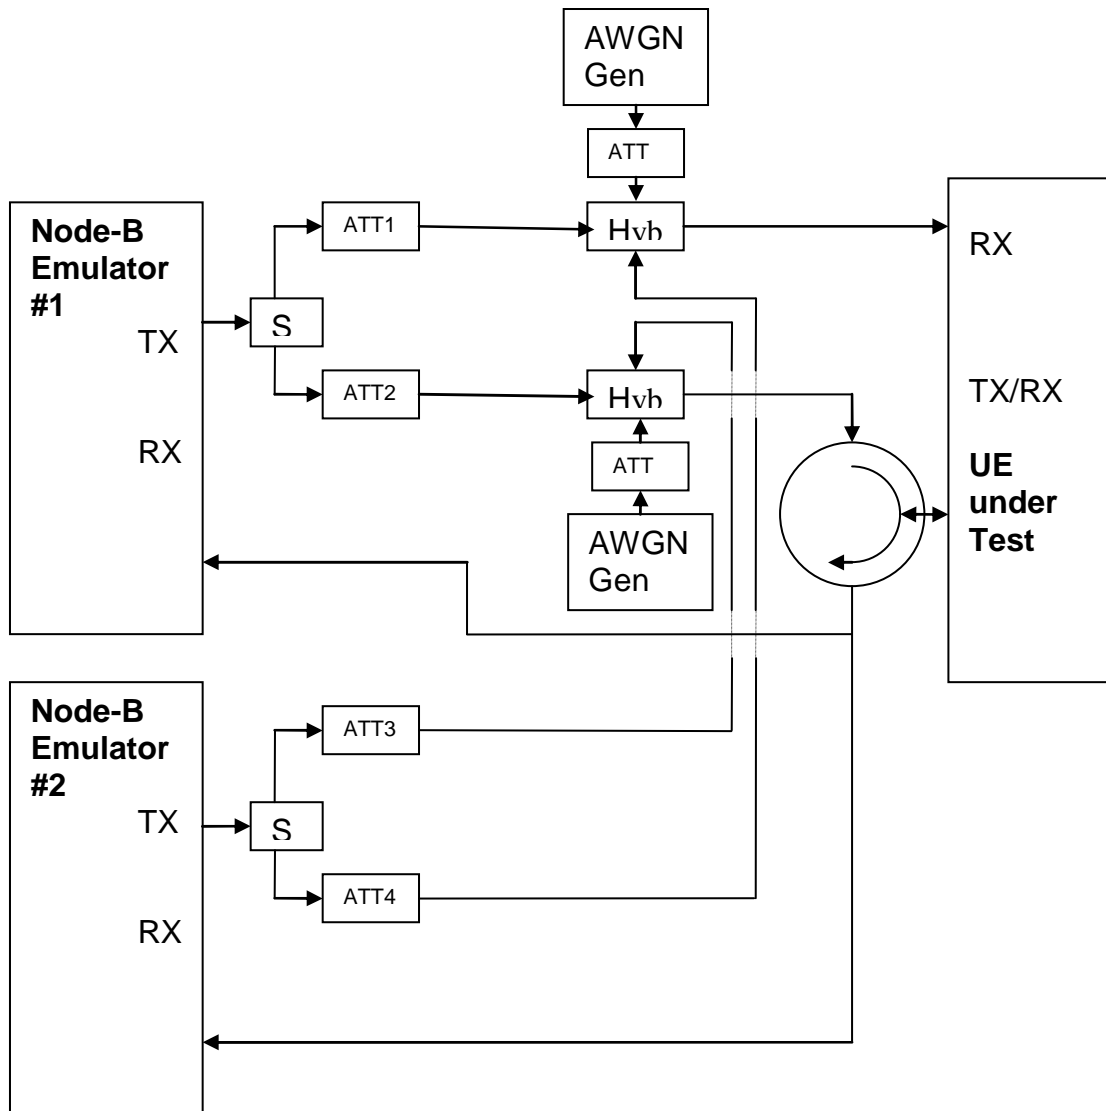 AWGN
Gen
ATT
Node-B
Emulator
#1
TX
RX
S
ATT1
ATT2
Hyb
Hyb
ATT
AWGN
Gen
RX
TX/RX
UE
under
Test
Node-B
Emulator
#2
TX
RX
S
ATT3
ATT4